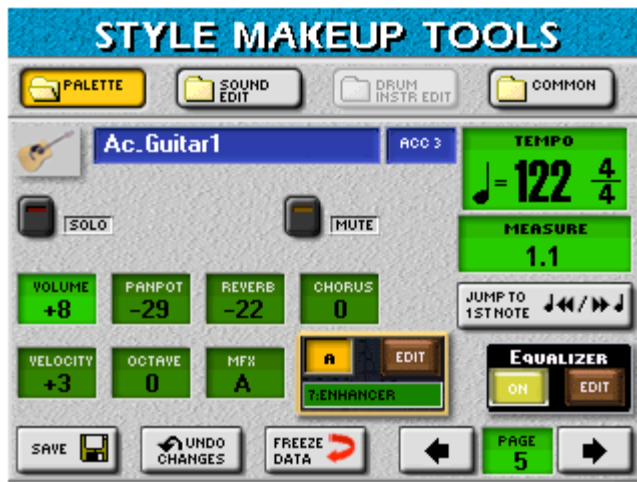 STYLE MAKEUP TOOLS
PALETTE
SOUND
EDIT
DRUM
INSTR EDIT
COMMON
Ac.Guitar1
ACC 3
TEMPO
=122 4/4
SOLO
MUTE
MEASURE
1.1
VOLUME
+8
PANPOT
-29
REVERB
-22
CHORUS
0
JUMP TO
1ST NOTE
/
VELOCITY
+3
OCTAVE
0
MFX
A
A
EDIT
7:ENHANCER
EQUALIZER
ON
EDIT
SAVE
UNDO
CHANGES
FREEZE
DATA
PAGE
5